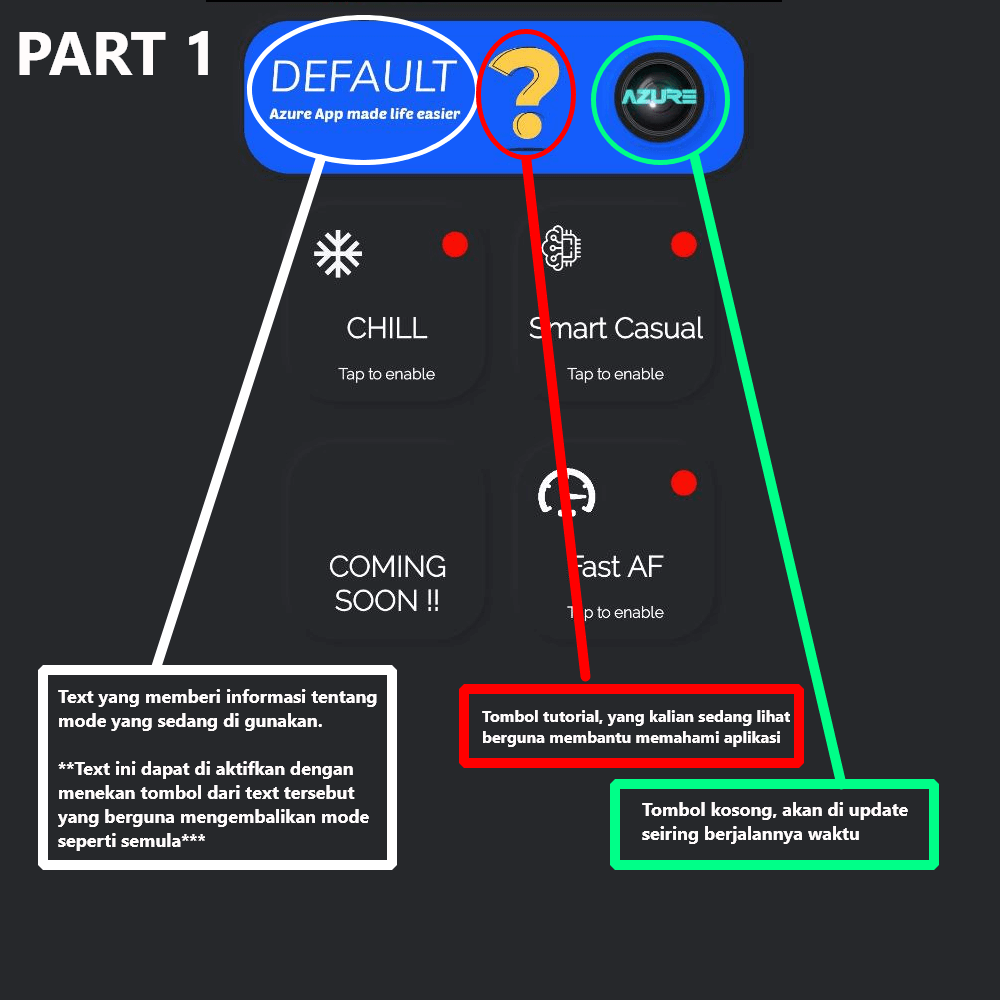 PART 1
DEFAULT
Azure App made life easier
?
AZURE
CHILL
Tap to enable
Smart Casual
Tap to enable
COMING
SOON !!
Fast AF
Tap to enable
Text yang memberi informasi tentang
mode yang sedang di gunakan.
**Text ini dapat di aktifkan dengan
menekan tombol dari text tersebut
yang berguna mengembalikan mode
seperti semula***
Tombol tutorial, yang kalian sedang lihat
berguna membantu memahami aplikasi
Tombol kosong, akan di update
seiring berjalannya waktu